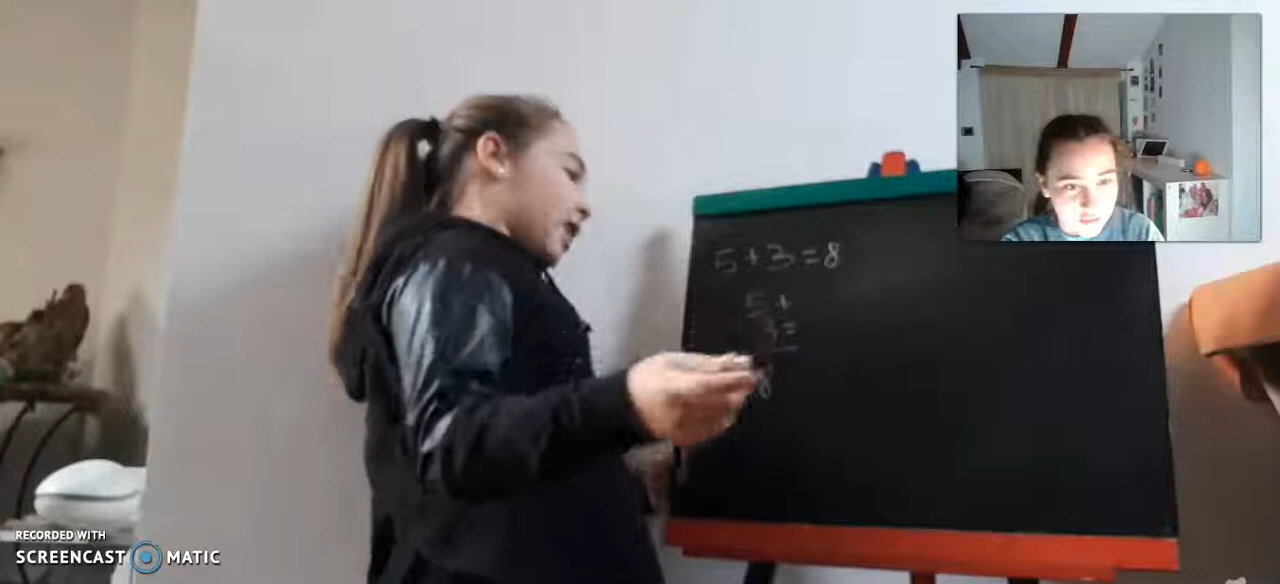 5+3=8
5+
3=
8
RECORDED WITH
SCREENCAST MATIC